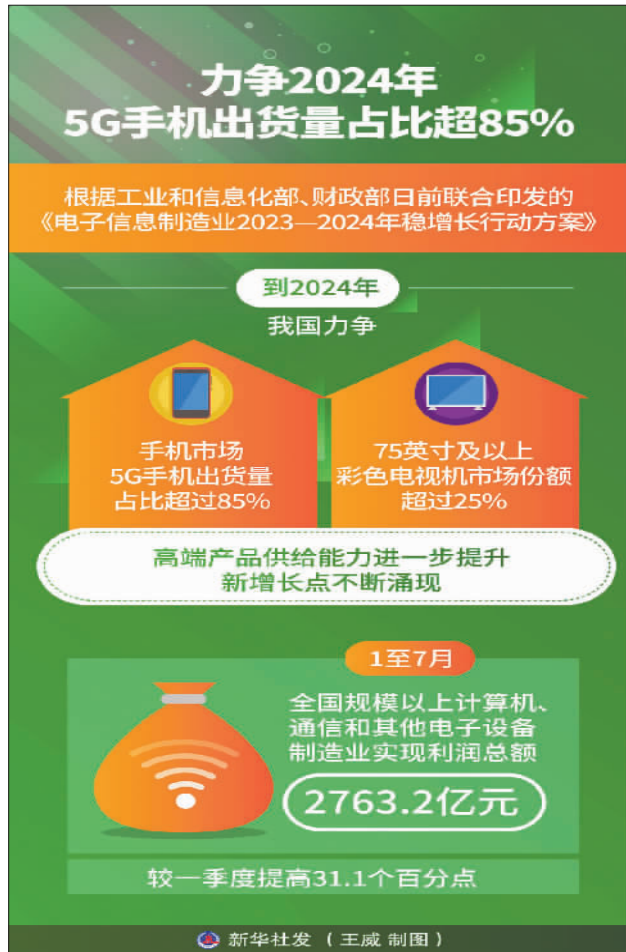 力争2024年
5G手机出货量占比超85%
根据工业和信息化部、财政部日前联合印发的
《电子信息制造业2023—2024年稳增长行动方案》
到2024年
我国力争
手机市场
5G手机出货量
占比超过85%
75英寸及以上
彩色电视机市场份额
超过25%
高端产品供给能力进一步提升
新增长点不断涌现
1至7月
全国规模以上计算机、
通信和其他电子设备
制造业实现利润总额
2763.2亿元
较一季度提高31.1个百分点
新华社发（王威 制图）